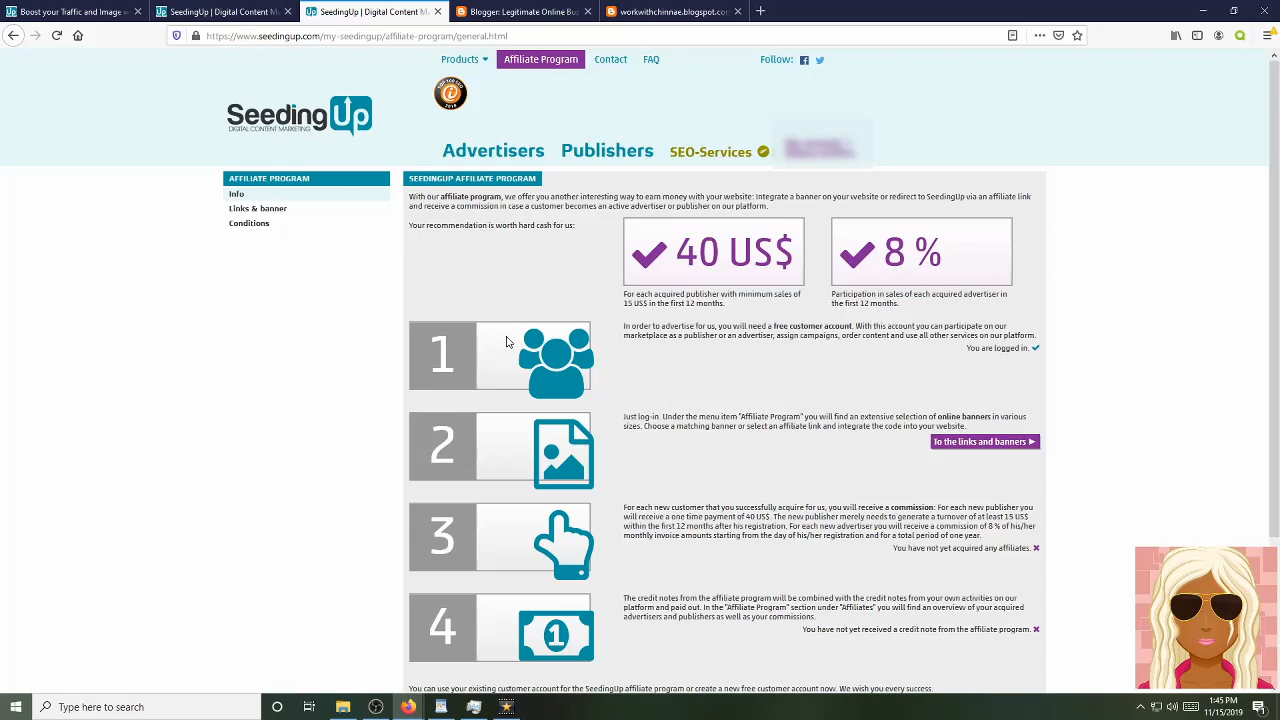 Boost your Traffic and Image w
SeedingUp | Digital Content M
SeedingUp | Digital Content M
Blogger: Legitimate Online Bus
workwithchinnae.blogspot.com
https://www.seedingup.com/my-seedingup/affiliate-program/general.html
Products Affiliate Program Contact FAQ Follow:
SeedingUp
DIGITAL CONTENT MARKETING
Advertisers Publishers SEO-Services
AFFILIATE PROGRAM
Info
Links & banner
Conditions
SEEDINGUP AFFILIATE PROGRAM
With our affiliate program, we offer you another interesting way to earn money with your website: Integrate a banner on your website or redirect to SeedingUp via an affiliate link
and receive a commission in case a customer becomes an active advertiser or publisher on our platform.
Your recommendation is worth hard cash for us:
40 US$
For each acquired publisher with minimum sales of
15 US$ in the first 12 months.
8 %
Participation in sales of each acquired advertiser in
the first 12 months.
1
In order to advertise for us, you will need a free customer account. With this account you can participate on our
marketplace as a publisher or an advertiser, assign campaigns, order content and use all other services on our platform.
You are logged in.
2
Just log-in. Under the menu item "Affiliate Program" you will find an extensive selection of online banners in various
sizes. Choose a matching banner or select an affiliate link and integrate the code into your website.
To the links and banners
3
For each new customer that you successfully acquire for us, you will receive a commission: For each new publisher you
will receive a one time payment of 40 US$. The new publisher merely needs to generate a turnover of at least 15 US$
within the first 12 months after his/her registration. For each new advertiser you will receive a commission of 8 % of his/her
monthly invoice amounts starting from the day of his/her registration and for a total period of one year.
You have not yet acquired any affiliates.
4
1
The credit notes from the affiliate program will be combined with the credit notes from your own activities on our
platform and paid out. In the "Affiliate Program" section under "Affiliates" you will find an overview of your acquired
advertisers and publishers as well as your commissions.
You have not yet received a credit note from the affiliate program.
You can use your existing customer account for the SeedingUp affiliate program or create a new free customer account now. We wish you every success.
Type here to search
1:45 PM
11/15/2019